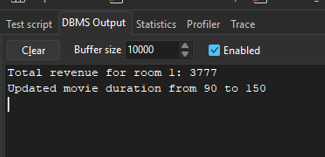 Test script DBMS Output Statistics Profiler Trace
Clear Buffer size 10000 Enabled
Total revenue for room 1: 3777
Updated movie duration from 90 to 150